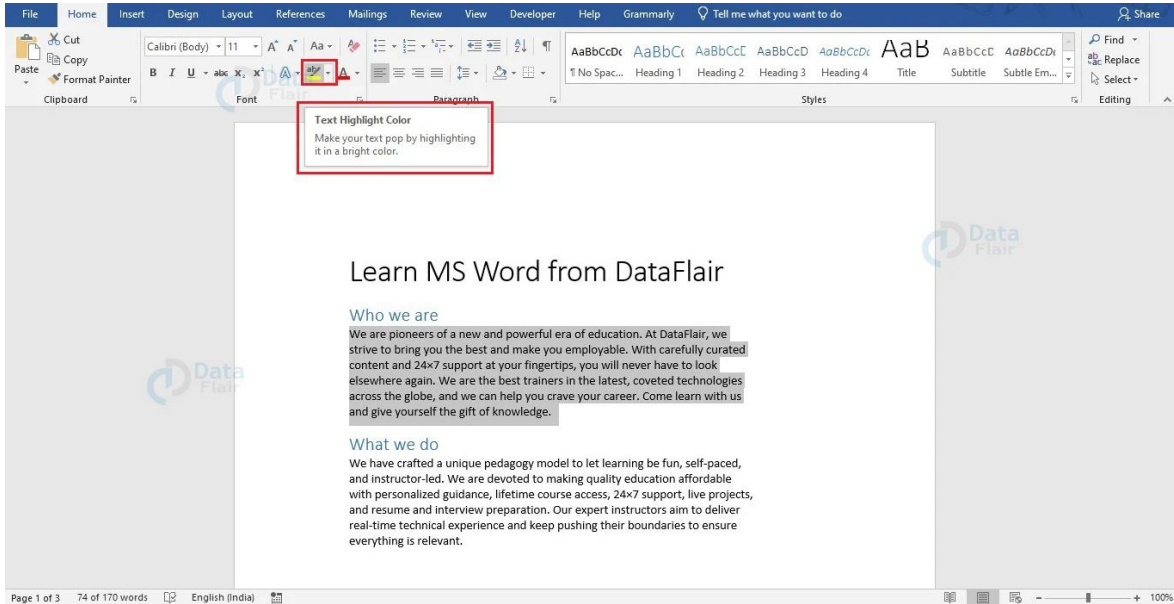 File Home Insert Design Layout References Mailings Review View Developer Help Grammarly Tell me what you want to do Share
Cut
Copy
Paste
Format Painter
Clipboard
Calibri (Body) 11 A A Aa
B I U abc X₂ X² A aby A
Font
Paragraph
AaBbCcDc AaBbCc AaBbCcE AaBbCcD AaBbCcDc AaB AaBbCcD AaBbCcDc
¶ No Spac... Heading 1 Heading 2 Heading 3 Heading 4 Title Subtitle Subtle Em...
Styles
Find
Replace
Select
Editing
Text Highlight Color
Make your text pop by highlighting
it in a bright color.
Data
Flair
Learn MS Word from DataFlair
Who we are
We are pioneers of a new and powerful era of education. At DataFlair, we
strive to bring you the best and make you employable. With carefully curated
content and 24×7 support at your fingertips, you will never have to look
elsewhere again. We are the best trainers in the latest, coveted technologies
across the globe, and we can help you crave your career. Come learn with us
and give yourself the gift of knowledge.
Data
Flair
What we do
We have crafted a unique pedagogy model to let learning be fun, self-paced,
and instructor-led. We are devoted to making quality education affordable
with personalized guidance, lifetime course access, 24×7 support, live projects,
and resume and interview preparation. Our expert instructors aim to deliver
real-time technical experience and keep pushing their boundaries to ensure
everything is relevant.
Page 1 of 3 74 of 170 words English (India) 100%